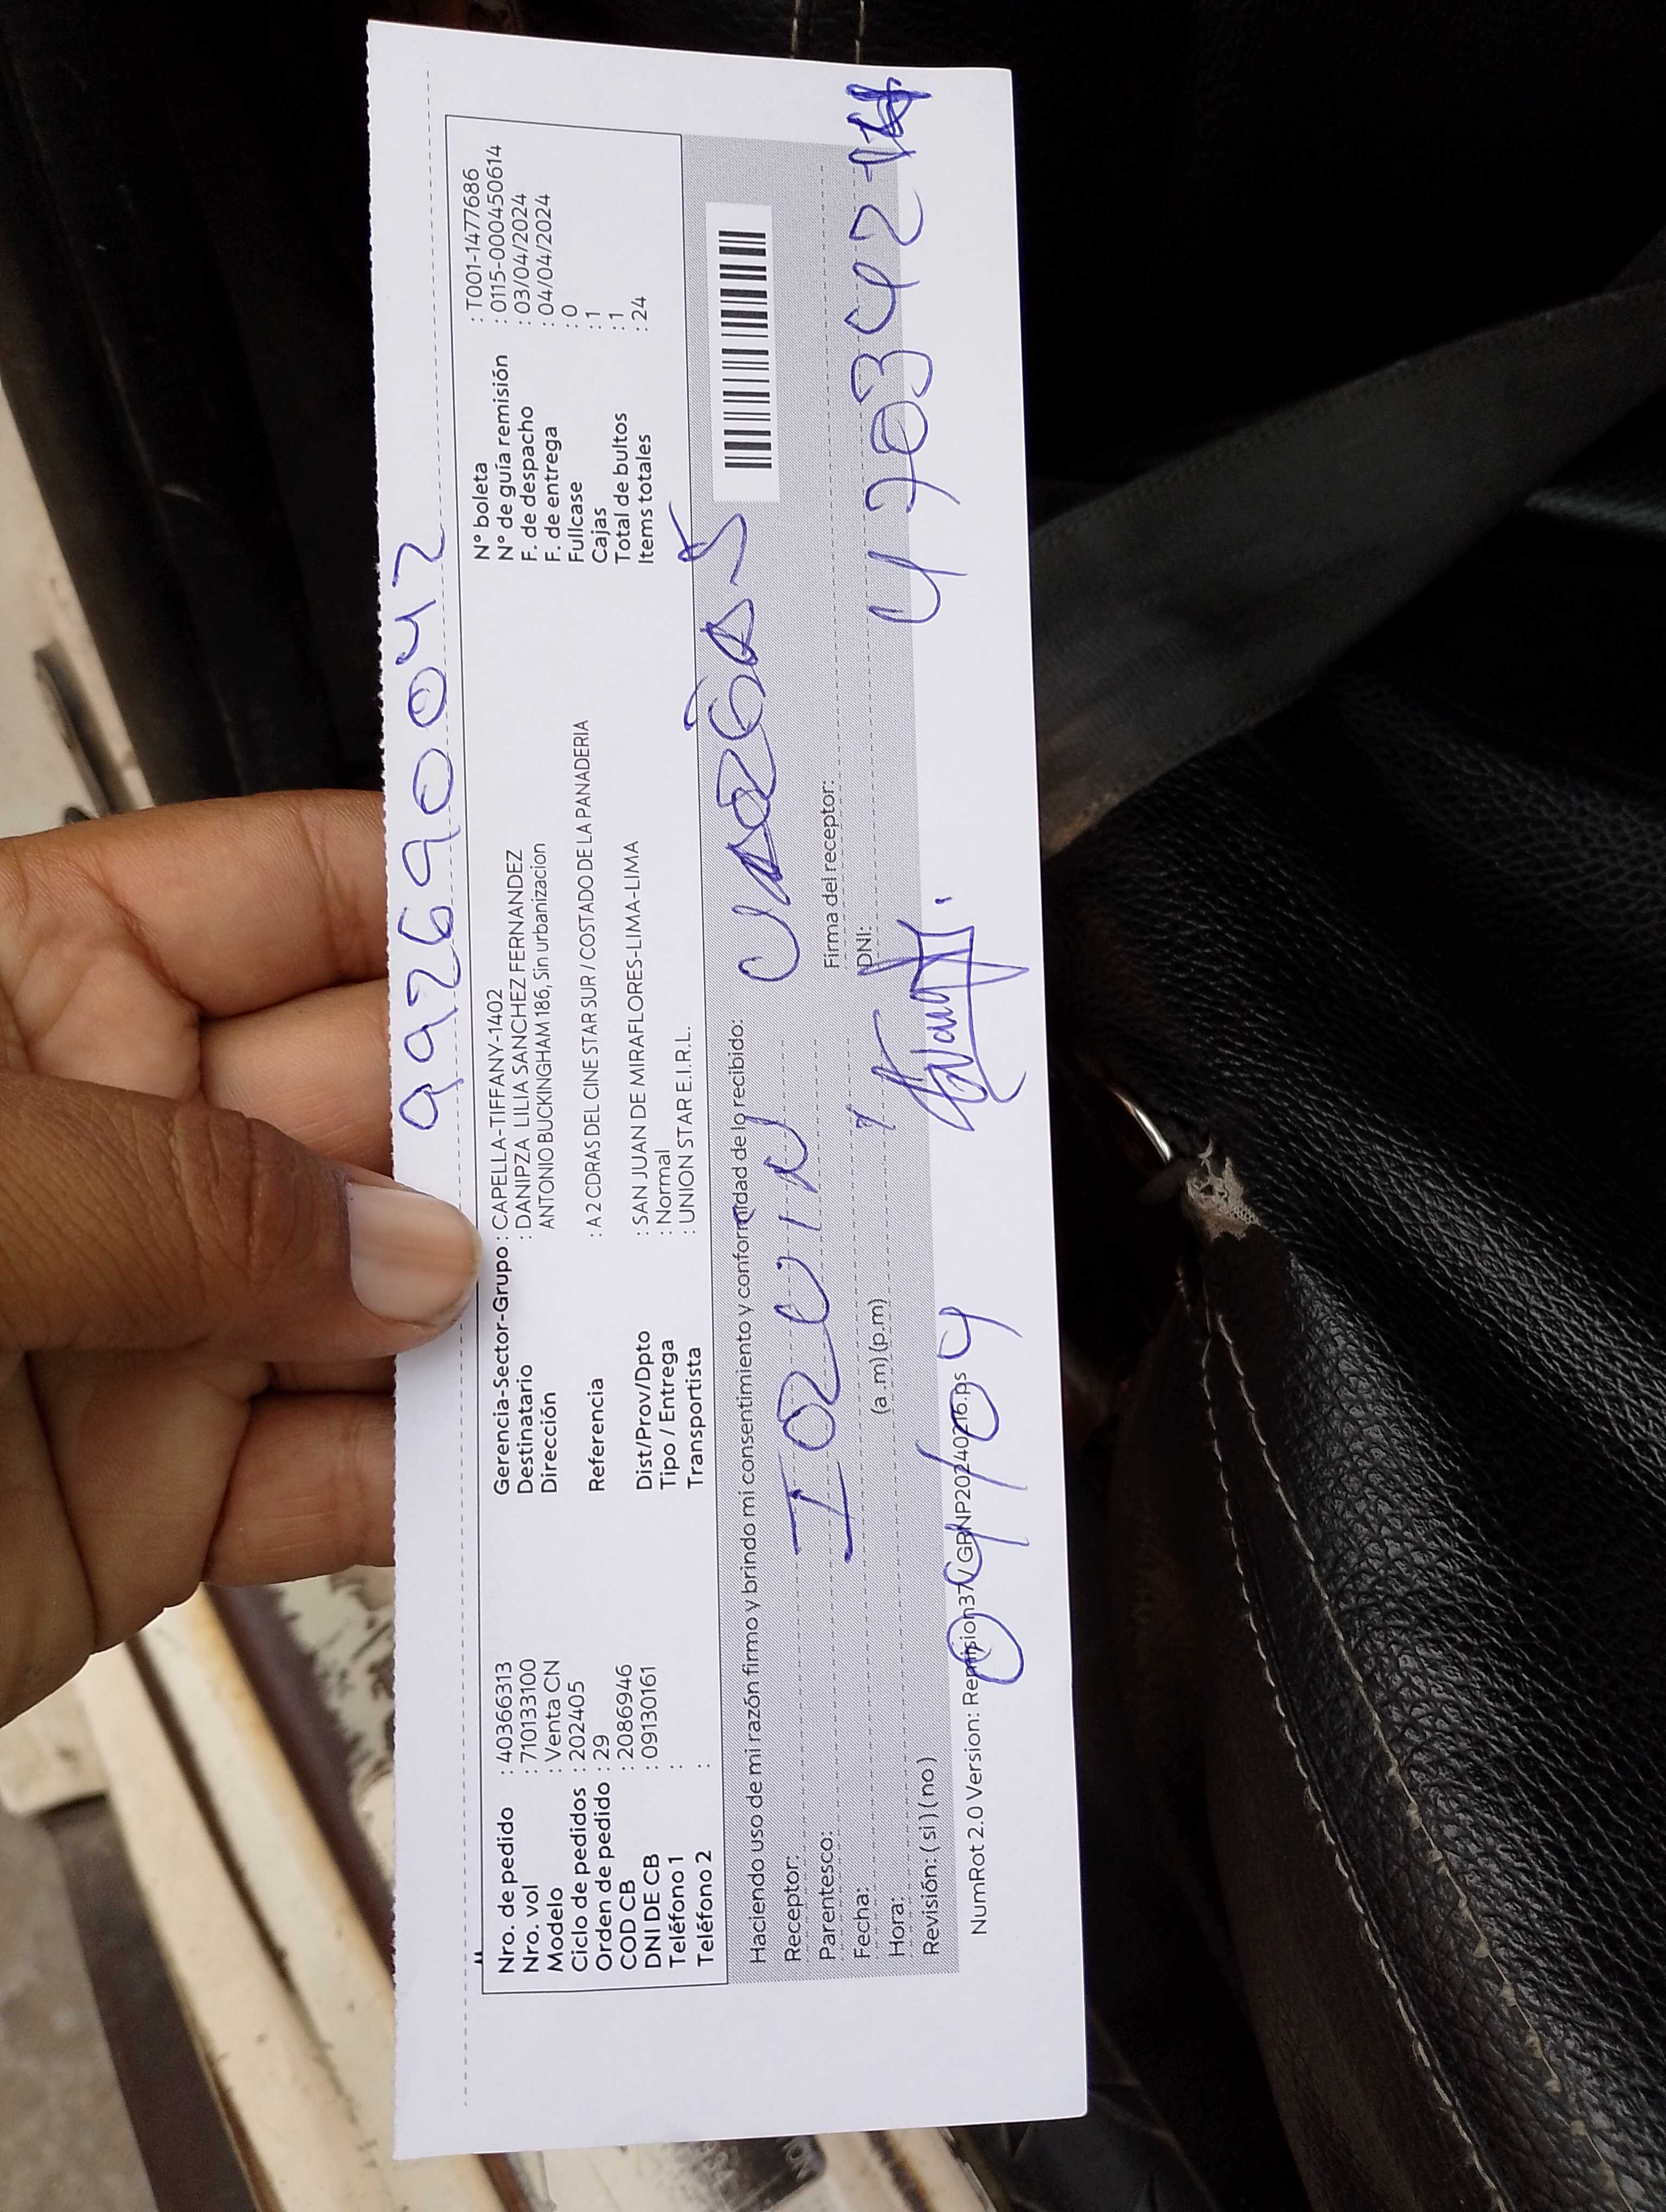 992690042
Nro. de pedido : 40366313
Nro. vol : 710133100
Modelo : Venta CN
Ciclo de pedidos : 202405
Orden de pedido : 29
COD CB : 2086946
DNI DE CB : 09130161
Teléfono 1 :
Teléfono 2 :
Gerencia-Sector-Grupo : CAPELLA-TIFFANY-1402
Destinatario : DANIPZA LILIA SANCHEZ FERNANDEZ
Dirección ANTONIO BUCKINGHAM 186, Sin urbanizacion
Referencia : A 2 CDRAS DEL CINE STAR SUR / COSTADO DE LA PANADERIA
Dist/Prov/Dpto : SAN JUAN DE MIRAFLORES-LIMA-LIMA
Tipo / Entrega : Normal
Transportista : UNION STAR E.I.R.L.
N° boleta : T001-1477686
N° de guía remisión : 0115-000450614
F. de despacho : 03/04/2024
F. de entrega : 04/04/2024
Fullcase : 0
Cajas : 1
Total de bultos : 1
Items totales : 24
Haciendo uso de mi razón firmo y brindo mi consentimiento y conformidad de lo recibido:
Receptor:
Parentesco:
Firma del receptor:
Fecha:
DNI:
Hora: (a.m) (p.m)
Revisión: ( si ) ( no )
04/04
NumRot 2.0 Version: Remision37/ GRNP20240216.ps